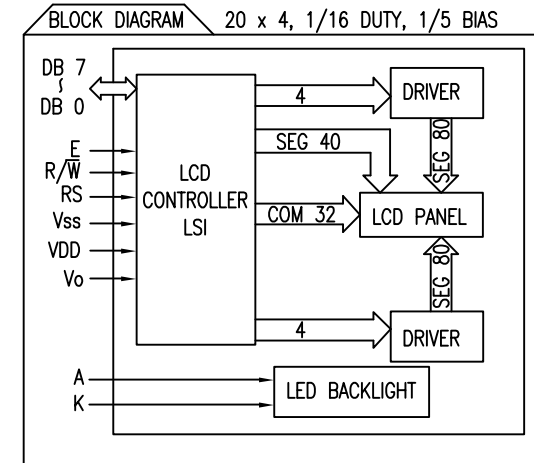 BLOCK DIAGRAM 20 x 4, 1/16 DUTY, 1/5 BIAS
DB 7
~
DB 0
E
R/W̅
RS
Vss
VDD
Vo
A
K
LCD
CONTROLLER
LSI
4
SEG 40
COM 32
4
DRIVER
SEG 80
LCD PANEL
SEG 80
DRIVER
LED BACKLIGHT